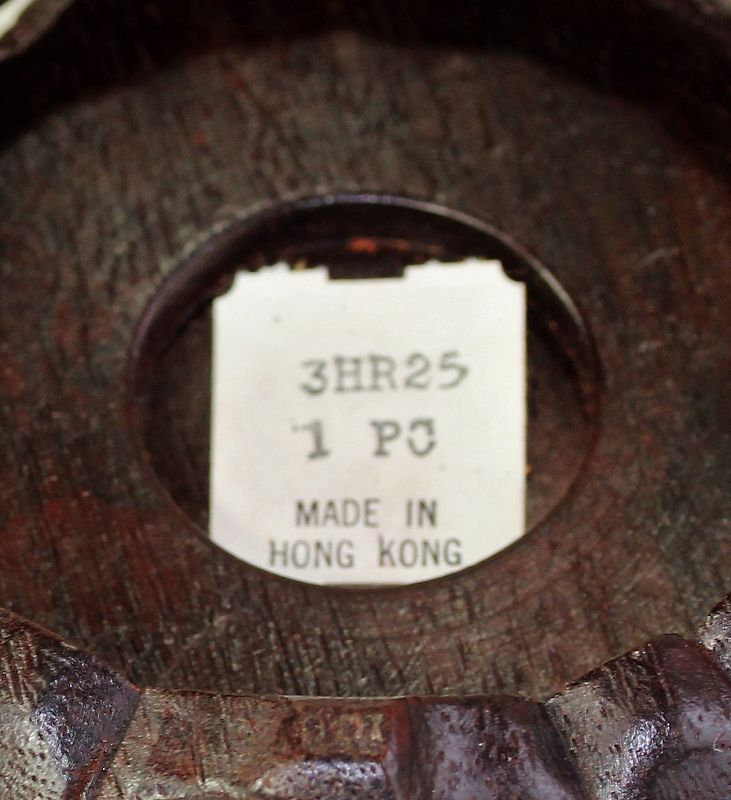 3HR25
1 PC
MADE IN
HONG KONG